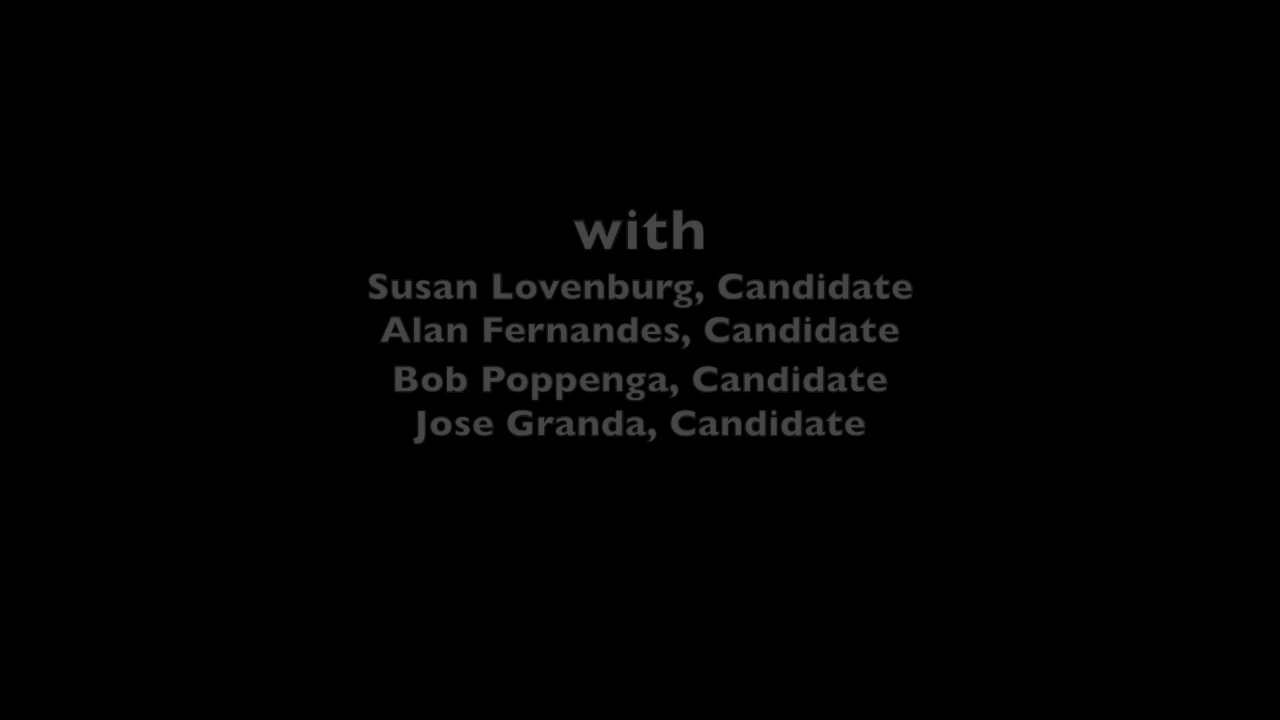 with
Susan Lovenburg, Candidate
Alan Fernandes, Candidate
Bob Poppenga, Candidate
Jose Granda, Candidate